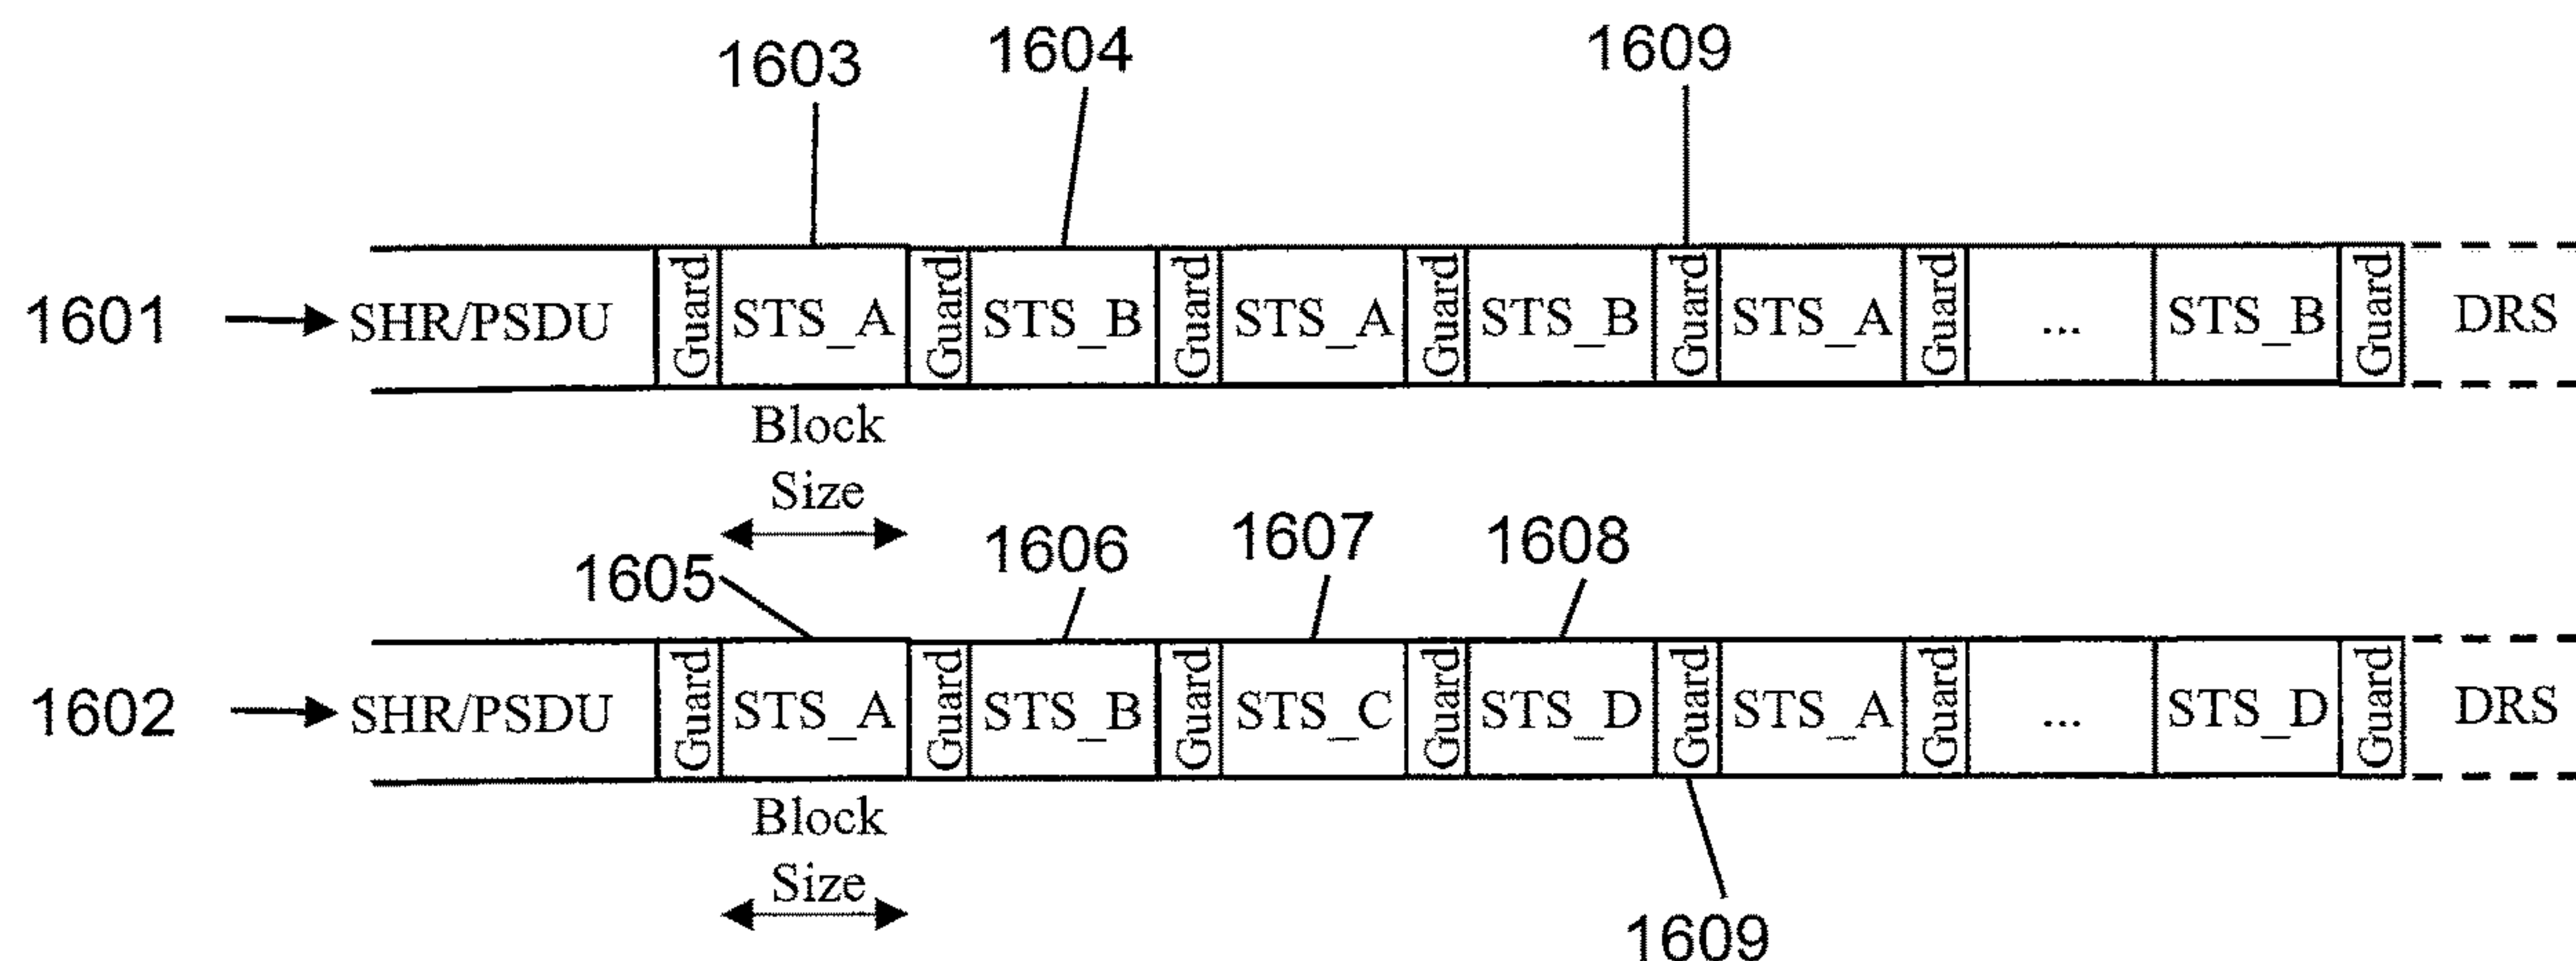 1603 1604 1609
1601 SHR/PSDU Guard STS_A Guard STS_B Guard STS_A Guard STS_B Guard STS_A Guard ... STS_B Guard DRS
Block
Size
1605 1606 1607 1608
1602 SHR/PSDU Guard STS_A Guard STS_B Guard STS_C Guard STS_D Guard STS_A Guard ... STS_D Guard DRS
Block
Size
1609